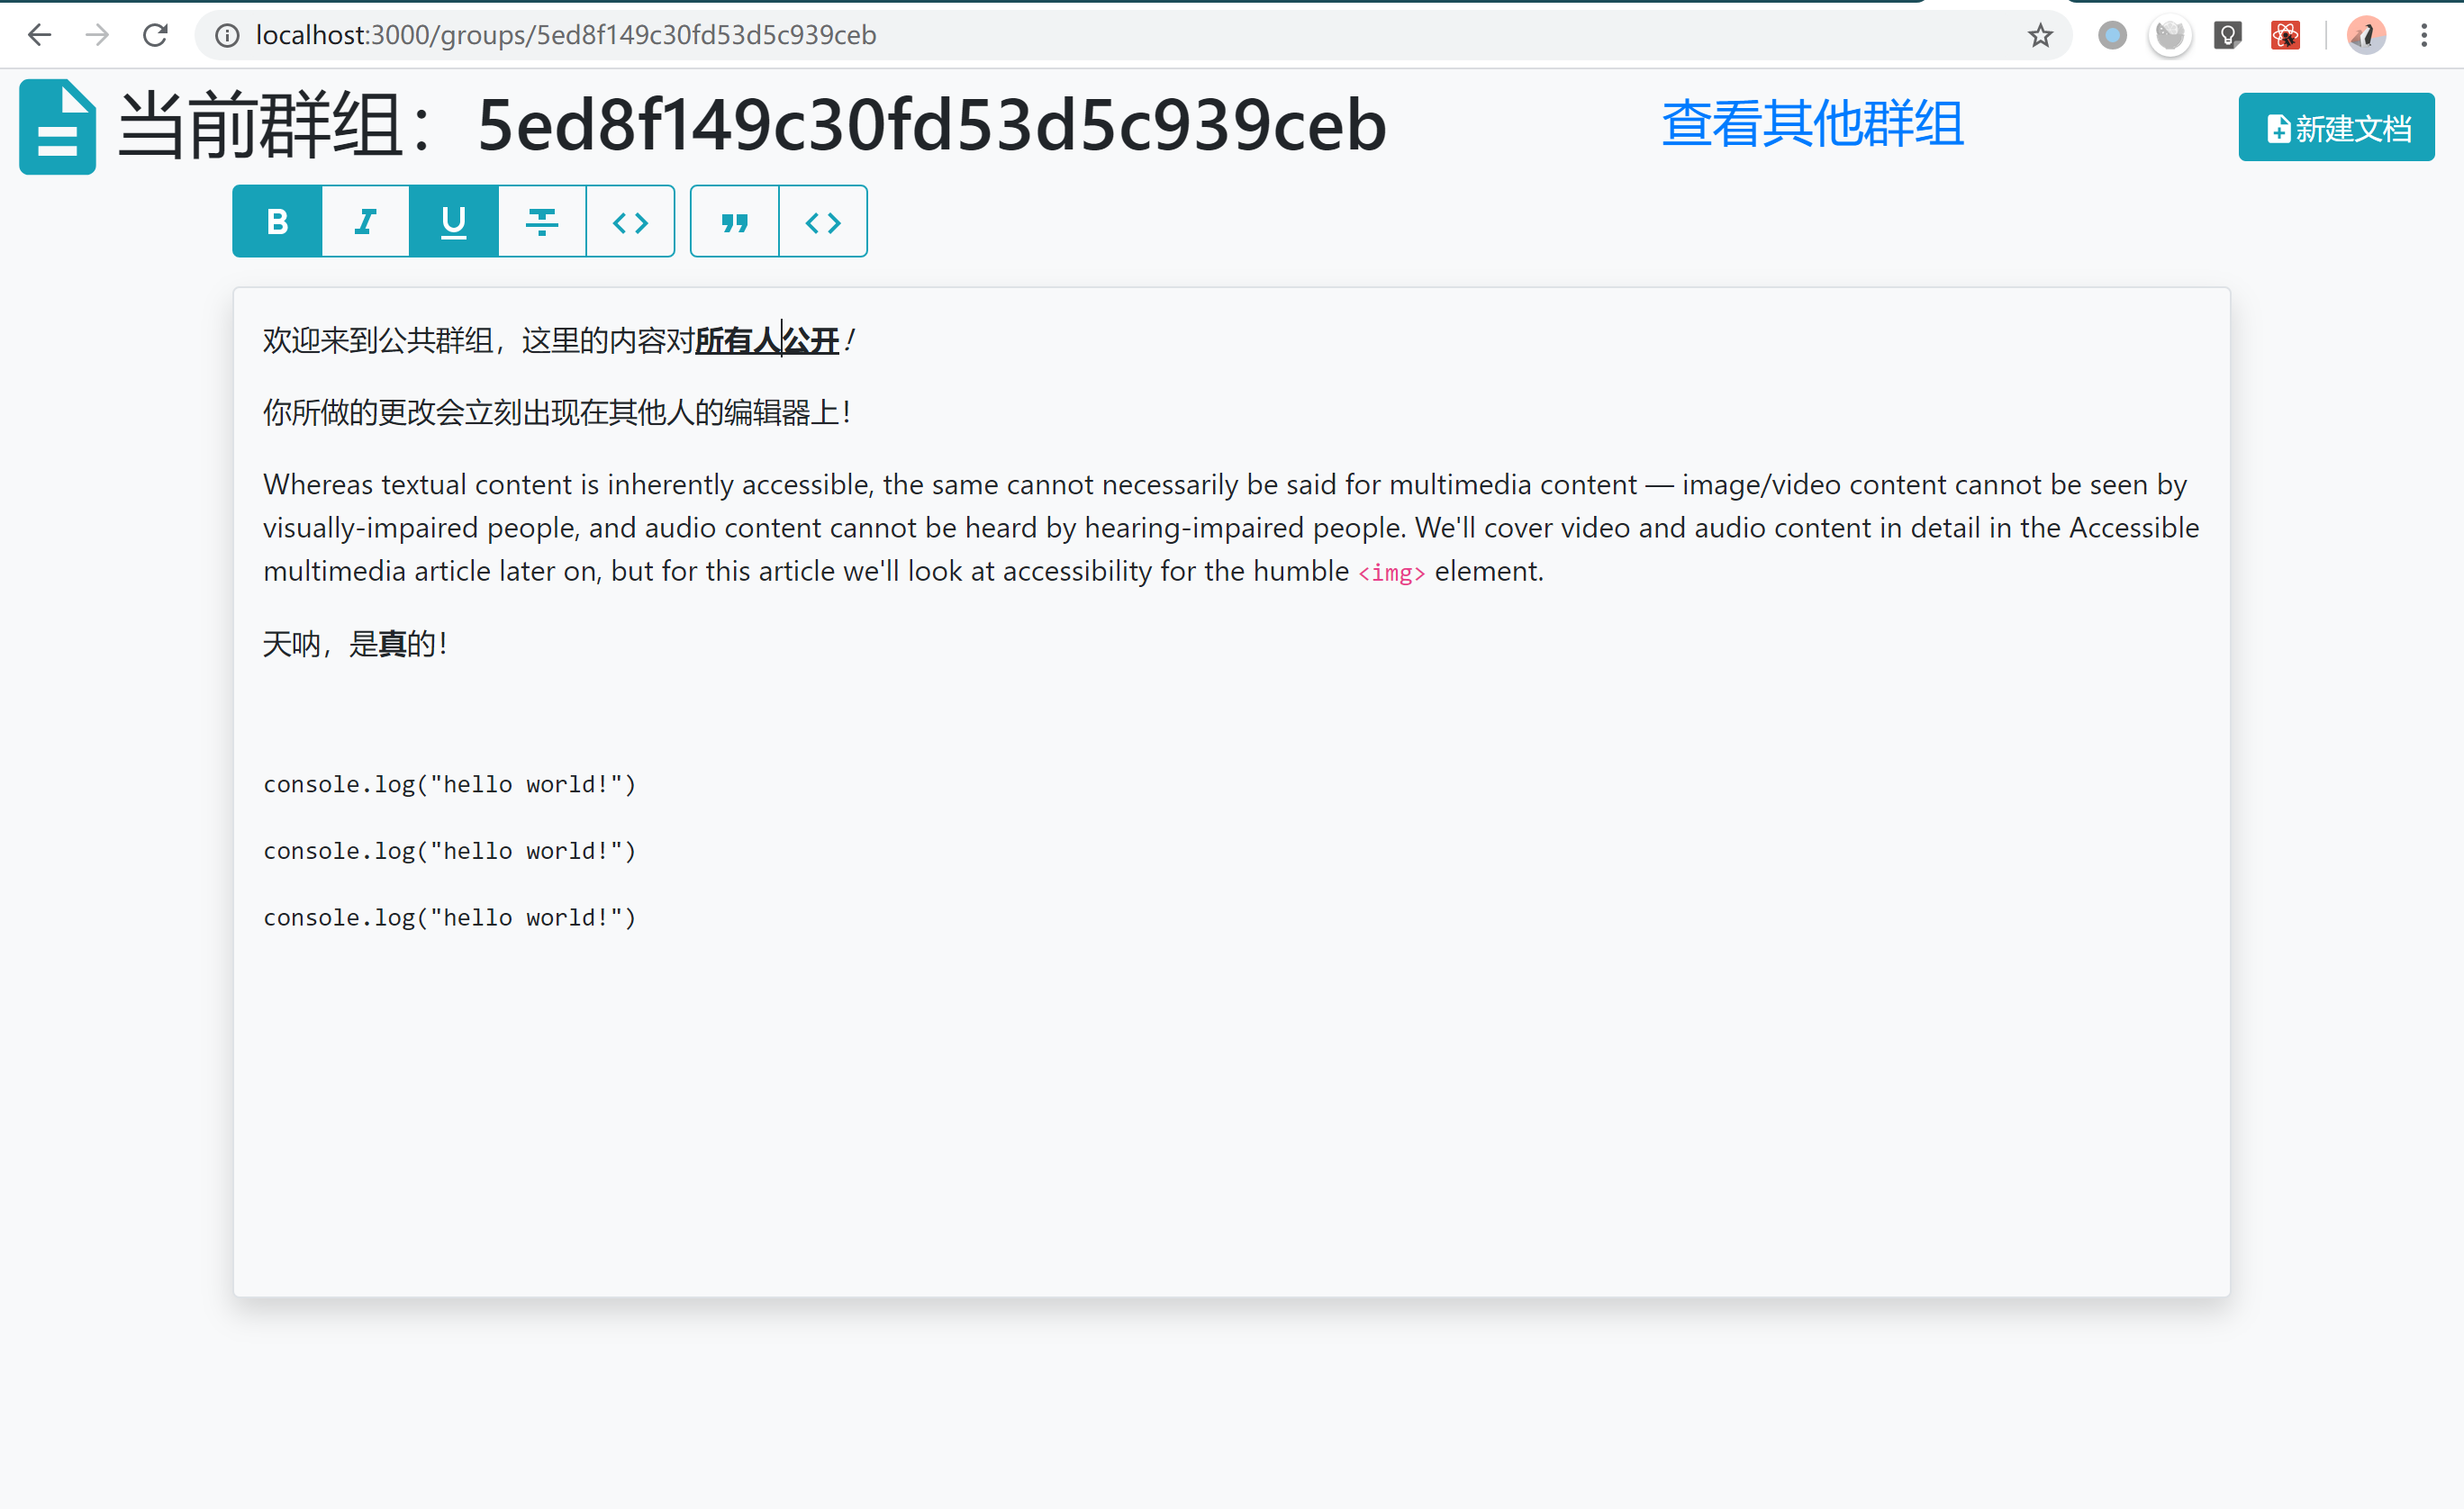 localhost:3000/groups/5ed8f149c30fd53d5c939ceb
当前群组：5ed8f149c30fd53d5c939ceb
查看其他群组
新建文档
B I U
欢迎来到公共群组，这里的内容对所有人公开！
你所做的更改会立刻出现在其他人的编辑器上！
Whereas textual content is inherently accessible, the same cannot necessarily be said for multimedia content — image/video content cannot be seen by
visually-impaired people, and audio content cannot be heard by hearing-impaired people. We'll cover video and audio content in detail in the Accessible
multimedia article later on, but for this article we'll look at accessibility for the humble <img> element.
天呐，是真的！
console.log("hello world!")
console.log("hello world!")
console.log("hello world!")